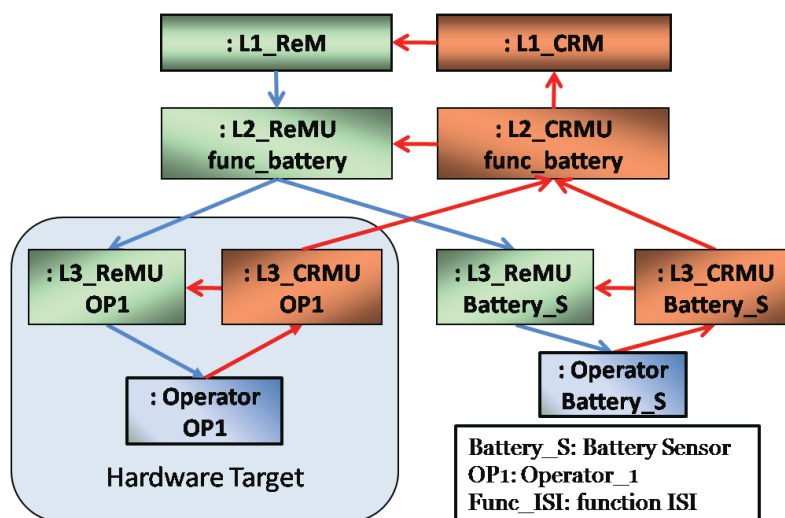 : L1_ReM
: L1_CRM
: L2_ReMU
func_battery
: L2_CRMU
func_battery
: L3_ReMU
OP1
: L3_CRMU
OP1
: L3_ReMU
Battery_S
: L3_CRMU
Battery_S
: Operator
OP1
: Operator
Battery_S
Hardware Target
Battery_S: Battery Sensor
OP1: Operator_1
Func_ISI: function ISI